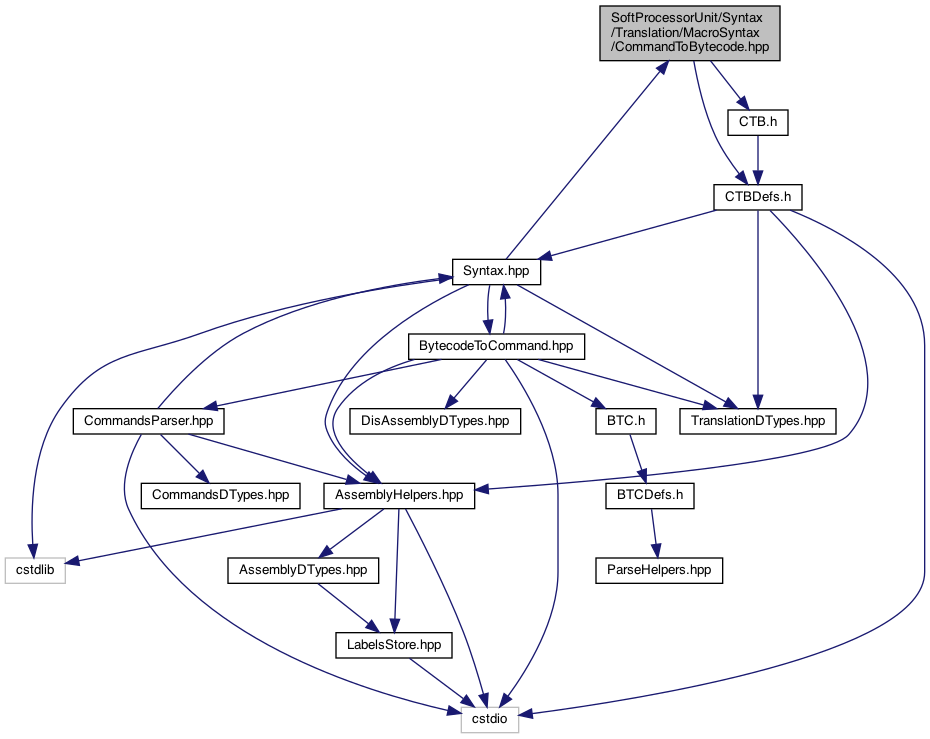 SoftProcessorUnit/Syntax
/Translation/MacroSyntax
/CommandToBytecode.hpp
CTB.h
CTBDefs.h
Syntax.hpp
BytecodeToCommand.hpp
CommandsParser.hpp
DisAssemblyDTypes.hpp
BTC.h
TranslationDTypes.hpp
CommandsDTypes.hpp
AssemblyHelpers.hpp
BTCDefs.h
cstdlib
AssemblyDTypes.hpp
ParseHelpers.hpp
LabelsStore.hpp
cstdio